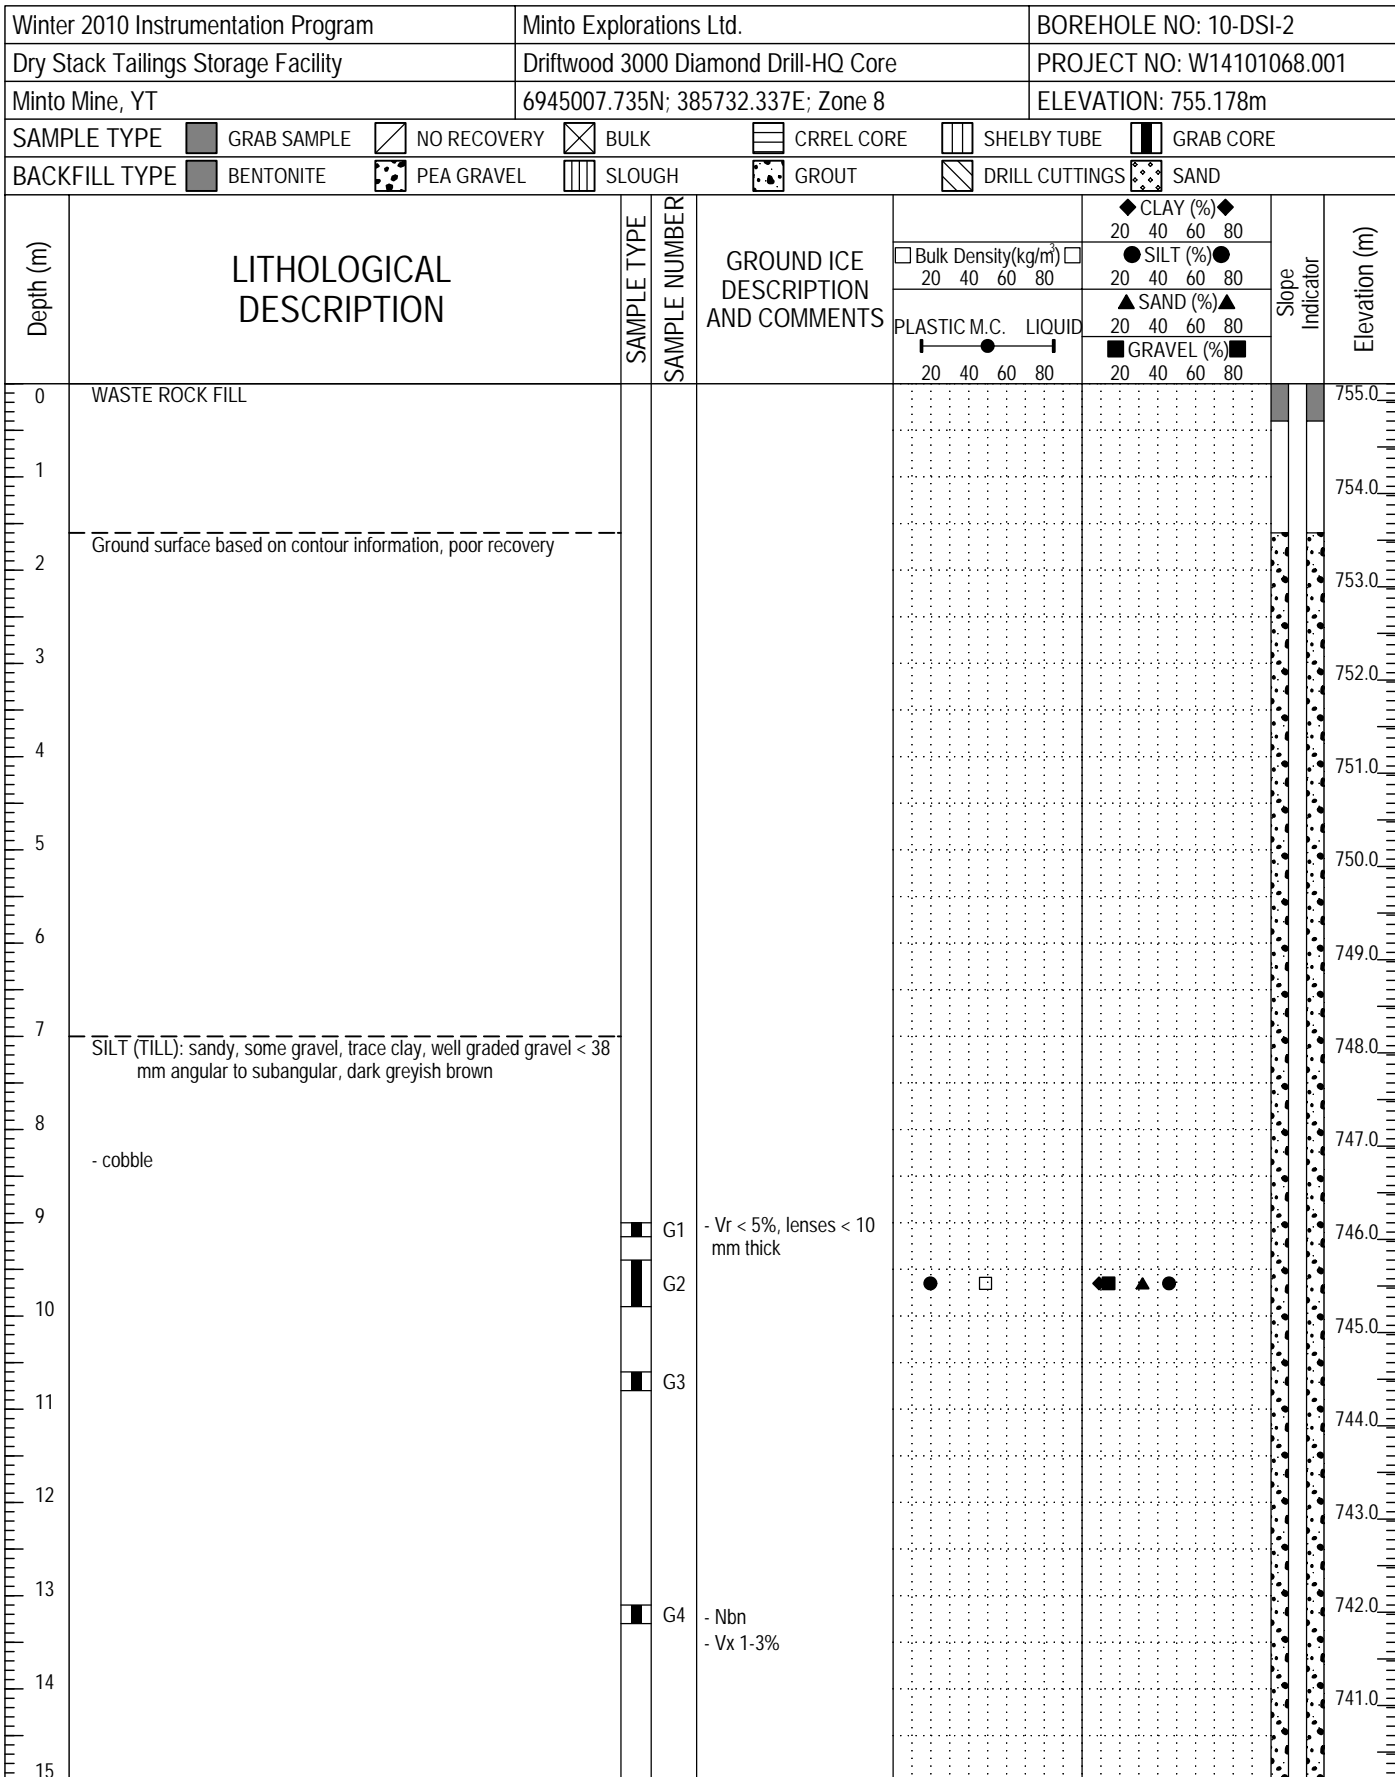 Winter 2010 Instrumentation Program
Minto Explorations Ltd.
BOREHOLE NO: 10-DSI-2
Dry Stack Tailings Storage Facility
Driftwood 3000 Diamond Drill-HQ Core
PROJECT NO: W14101068.001
Minto Mine, YT
6945007.735N; 385732.337E; Zone 8
ELEVATION: 755.178m
SAMPLE TYPE GRAB SAMPLE NO RECOVERY BULK CRREL CORE SHELBY TUBE GRAB CORE
BACKFILL TYPE BENTONITE PEA GRAVEL SLOUGH GROUT DRILL CUTTINGS SAND
Depth (m)
LITHOLOGICAL
DESCRIPTION
SAMPLE TYPE
SAMPLE NUMBER
GROUND ICE
DESCRIPTION
AND COMMENTS
Bulk Density(kg/m³)
20 40 60 80
PLASTIC M.C. LIQUID
20 40 60 80
CLAY (%)
20 40 60 80
SILT (%)
20 40 60 80
SAND (%)
20 40 60 80
GRAVEL (%)
20 40 60 80
Slope
Indicator
Elevation (m)
0
WASTE ROCK FILL
755.0
1
754.0
Ground surface based on contour information, poor recovery
2
753.0
3
752.0
4
751.0
5
750.0
6
749.0
7
SILT (TILL): sandy, some gravel, trace clay, well graded gravel < 38
mm angular to subangular, dark greyish brown
748.0
8
747.0
- cobble
9
G1
- Vr < 5%, lenses < 10
mm thick
746.0
G2
10
745.0
G3
11
744.0
12
743.0
13
742.0
G4
- Nbn
- Vx 1-3%
14
741.0
15